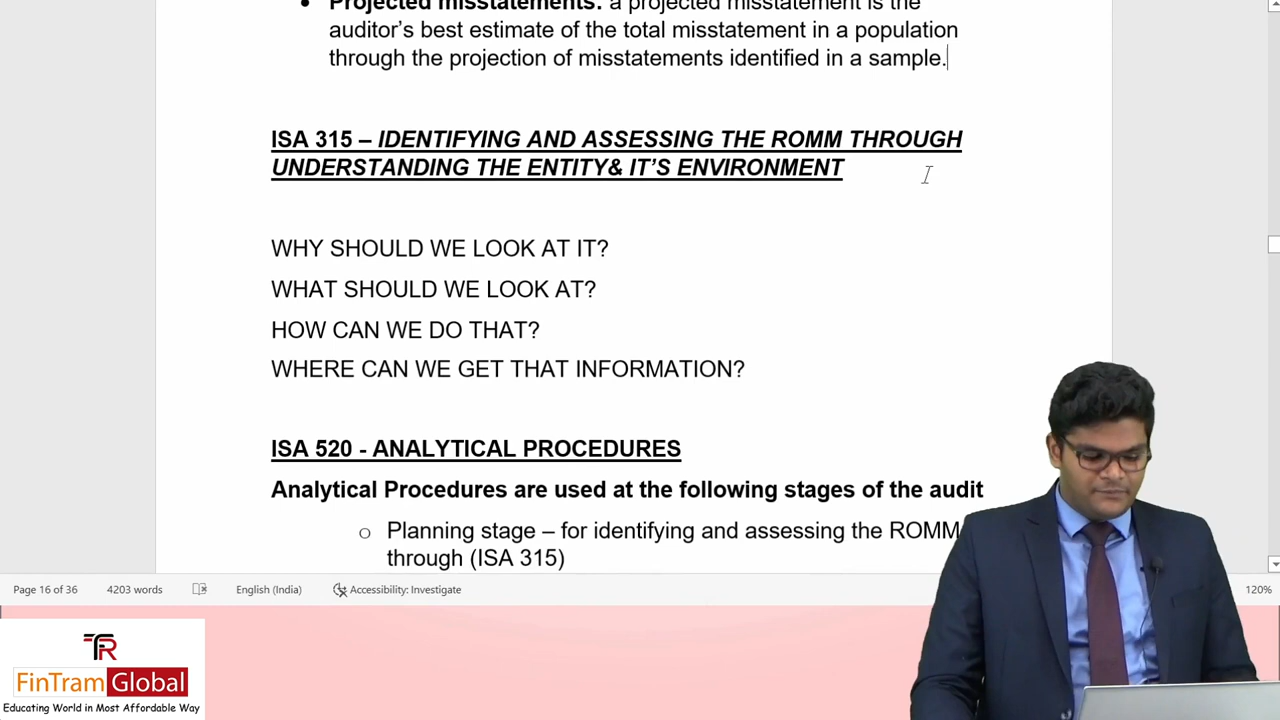 Projected misstatements: a projected misstatement is the
auditor's best estimate of the total misstatement in a population
through the projection of misstatements identified in a sample.
ISA 315 – IDENTIFYING AND ASSESSING THE ROMM THROUGH
UNDERSTANDING THE ENTITY& IT'S ENVIRONMENT
WHY SHOULD WE LOOK AT IT?
WHAT SHOULD WE LOOK AT?
HOW CAN WE DO THAT?
WHERE CAN WE GET THAT INFORMATION?
ISA 520 - ANALYTICAL PROCEDURES
Analytical Procedures are used at the following stages of the audit
Planning stage – for identifying and assessing the ROMM
through (ISA 315)
Page 16 of 36 4203 words English (India) Accessibility: Investigate 120%
TR
FinTram Global
Educating World in Most Affordable Way